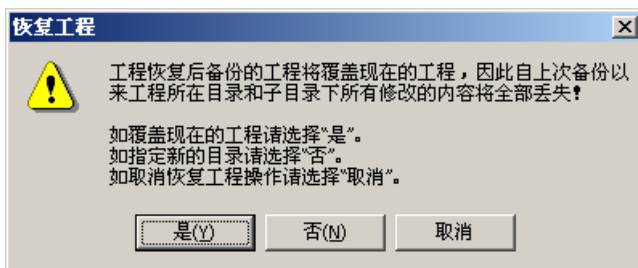 恢复工程
工程恢复后备份的工程将覆盖现在的工程，因此自上次备份以
来工程所在目录和子目录下所有修改的内容将全部丢失！
如覆盖现在的工程请选择“是”。
如指定新的目录请选择“否”。
如取消恢复工程操作请选择“取消”。
是(Y) 否(N) 取消